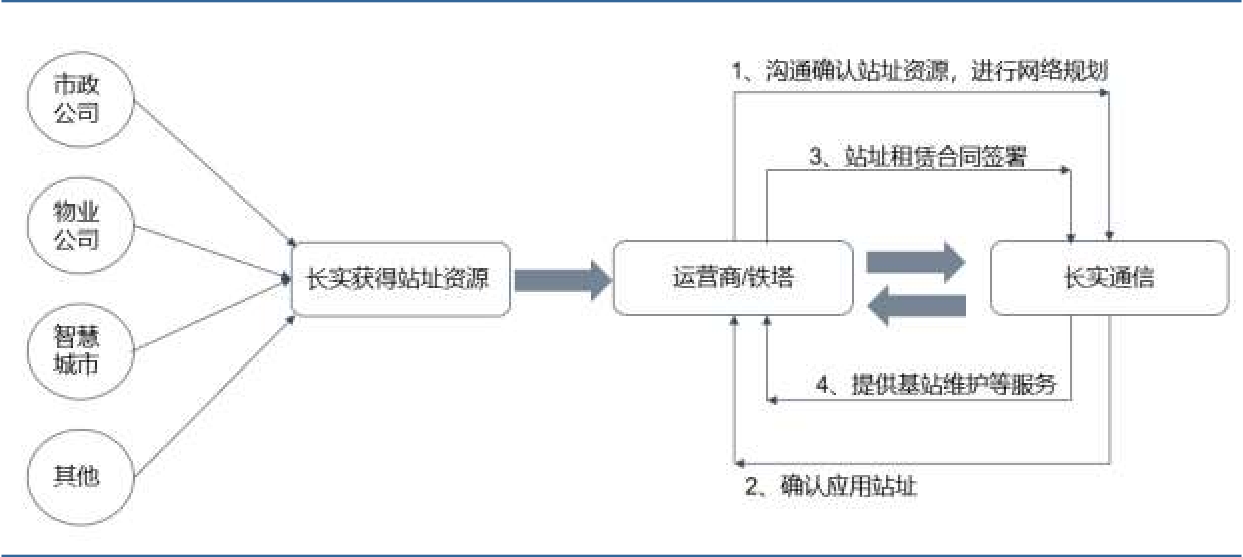 市政
公司
物业
公司
智慧
城市
其他
长实获得站址资源
1、沟通确认站址资源，进行网络规划
3、站址租赁合同签署
运营商/铁塔
长实通信
4、提供基站维护等服务
2、确认应用站址